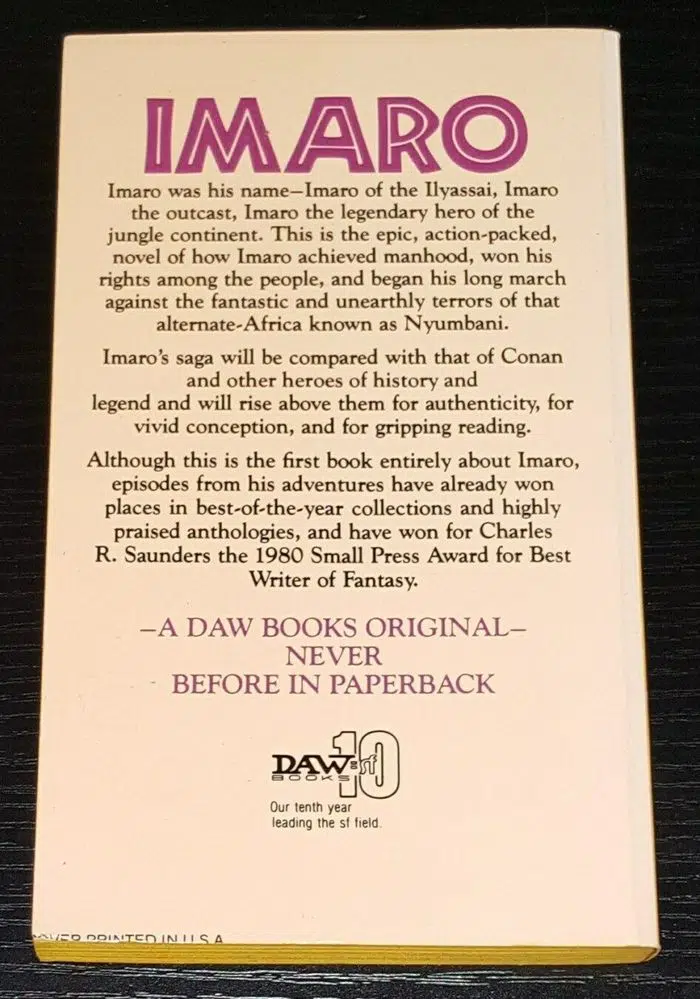 IMARO
Imaro was his name—Imaro of the Ilyassai, Imaro
the outcast, Imaro the legendary hero of the
jungle continent. This is the epic, action-packed,
novel of how Imaro achieved manhood, won his
rights among the people, and began his long march
against the fantastic and unearthly terrors of that
alternate-Africa known as Nyumbani.
Imaro's saga will be compared with that of Conan
and other heroes of history and
legend and will rise above them for authenticity, for
vivid conception, and for gripping reading.
Although this is the first book entirely about Imaro,
episodes from his adventures have already won
places in best-of-the-year collections and highly
praised anthologies, and have won for Charles
R. Saunders the 1980 Small Press Award for Best
Writer of Fantasy.
—A DAW BOOKS ORIGINAL—
NEVER
BEFORE IN PAPERBACK
DAW sf 10
BOOKS
Our tenth year
leading the sf field.
PRINTED IN U.S.A.